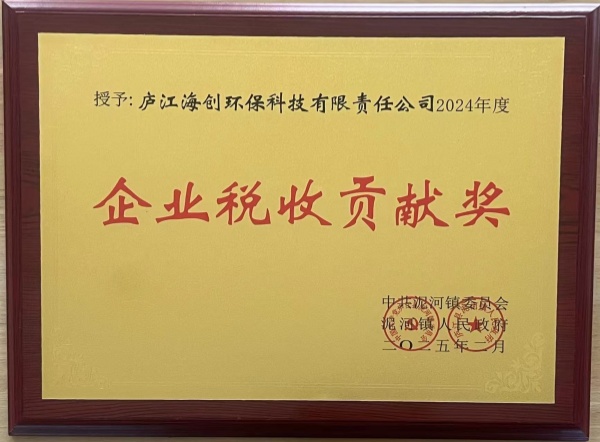 授予:庐江海创环保科技有限责任公司2024年度
企业税收贡献奖
中共泥河镇委员会
泥河镇人民政府
二〇二五年二月